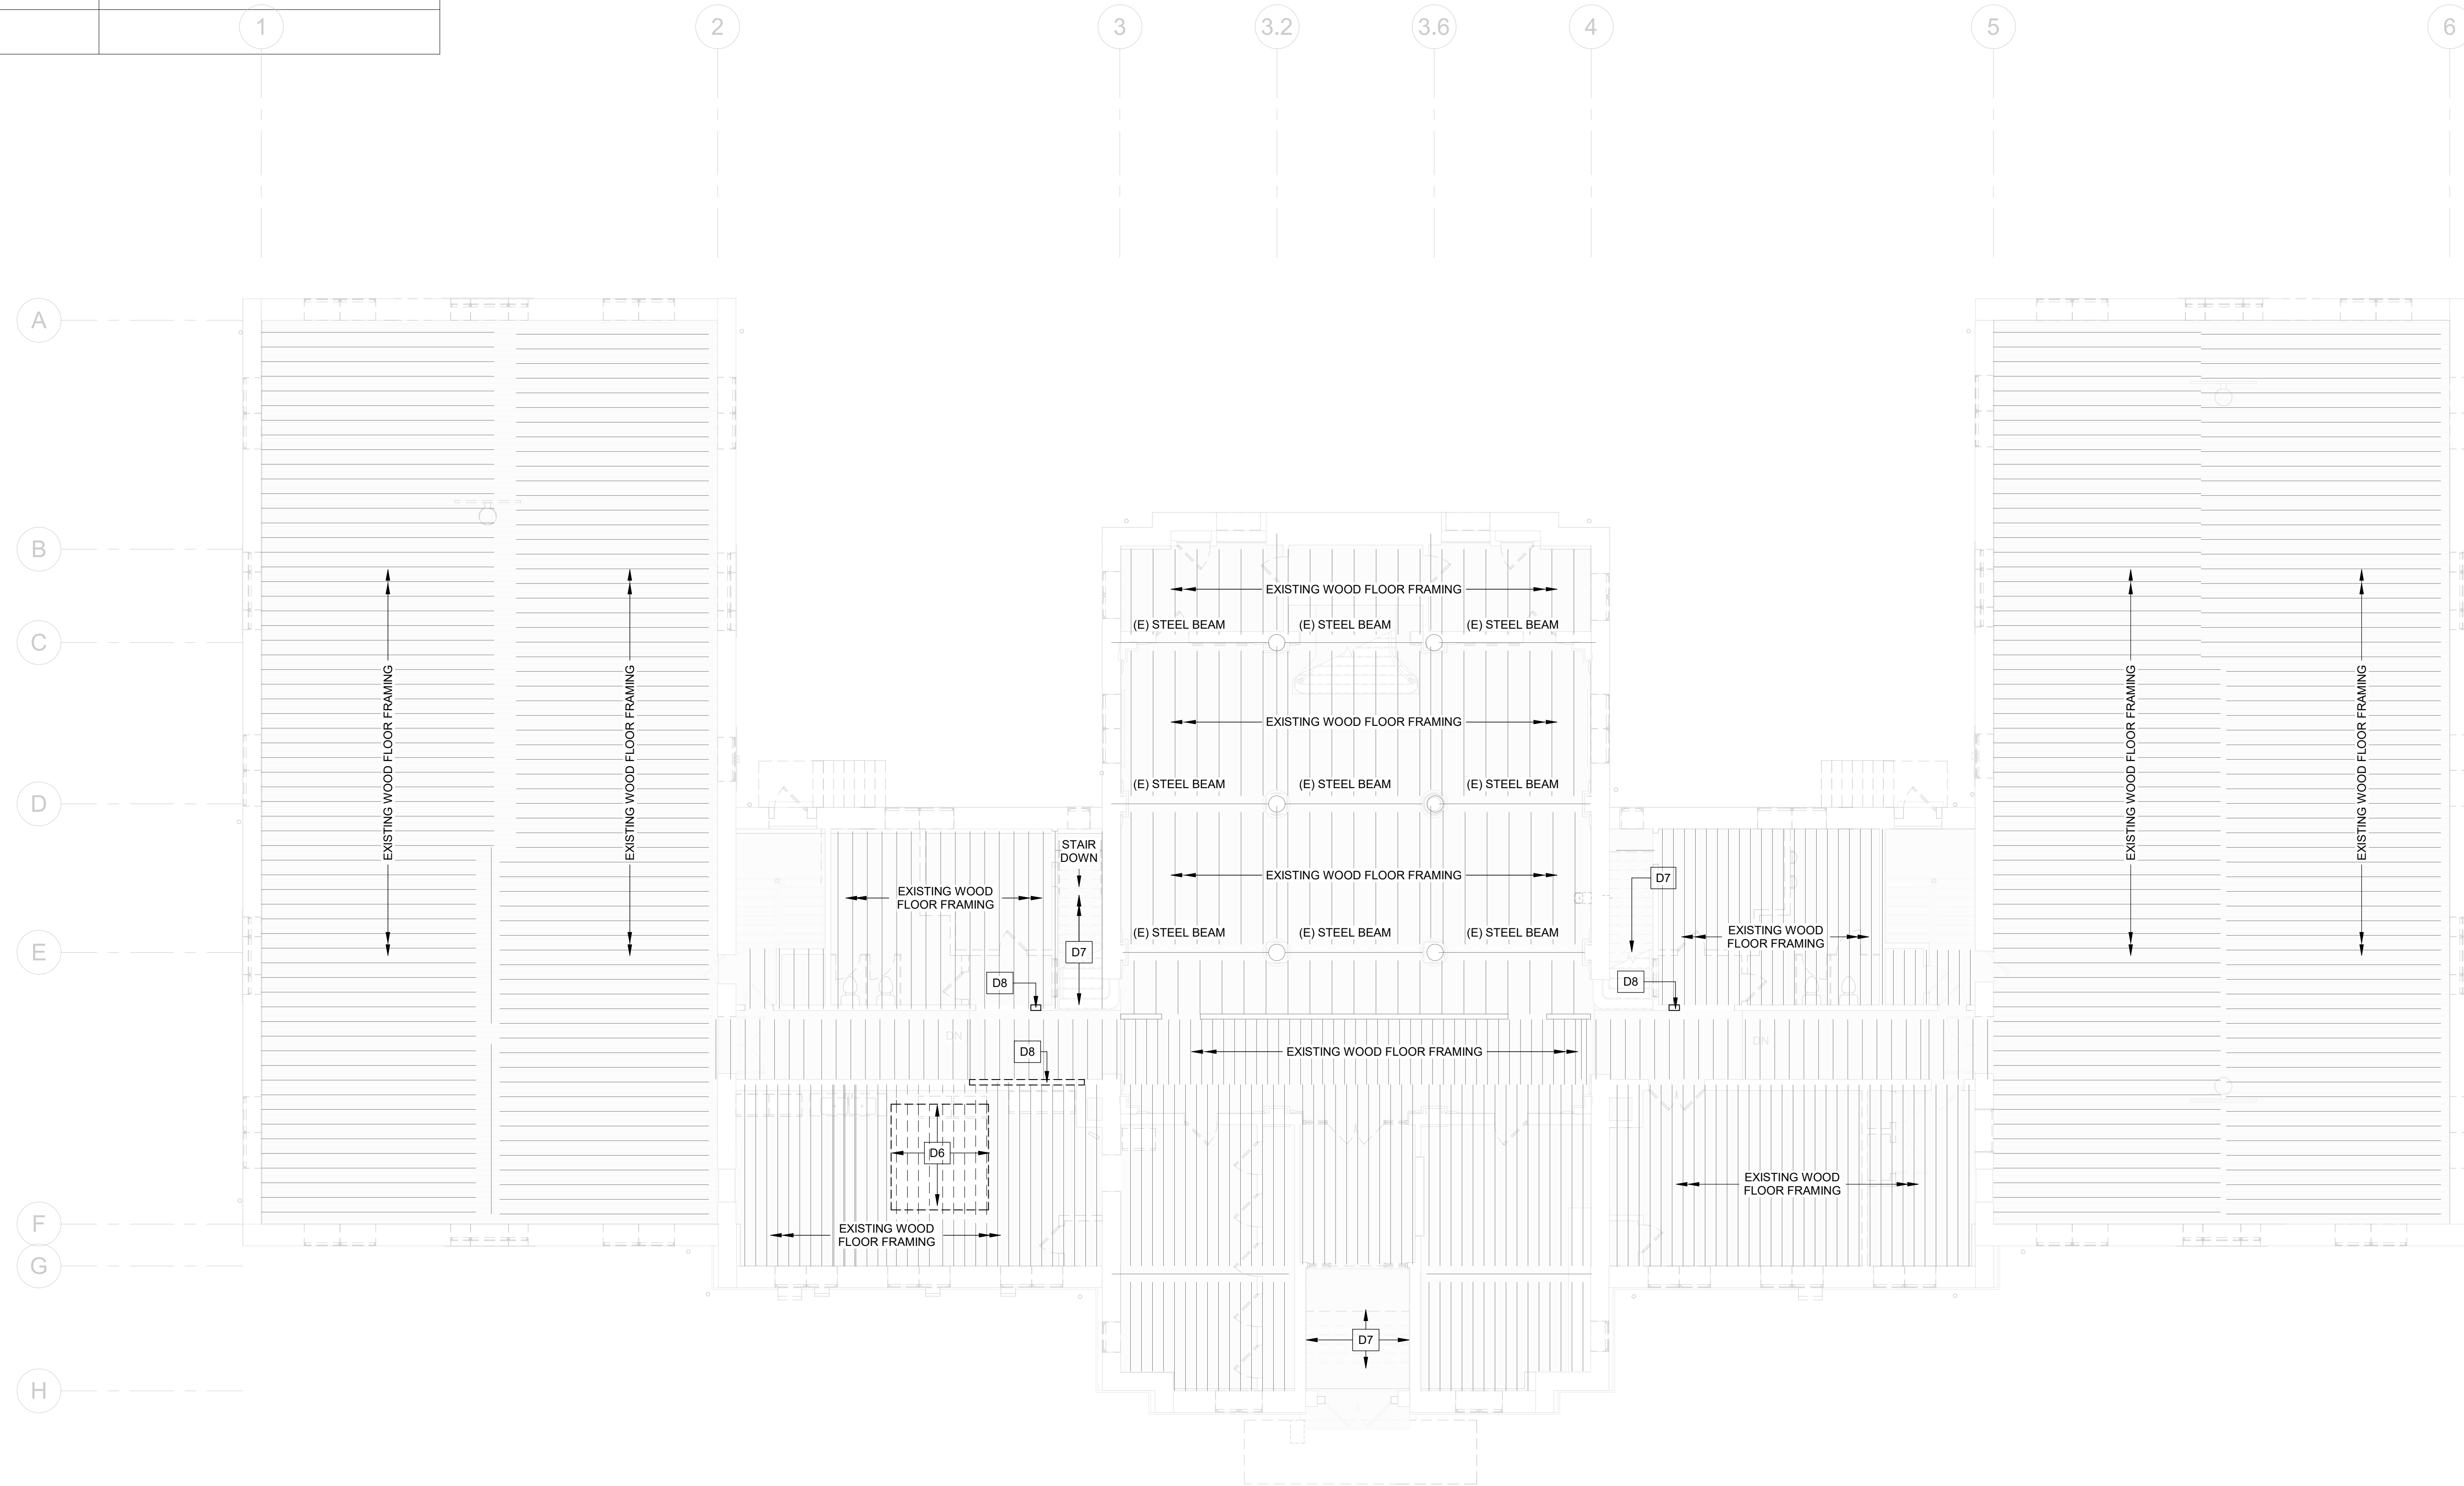 1
2
3
3.2
3.6
4
5
6
A
B
C
D
E
F
G
H
EXISTING WOOD FLOOR FRAMING
EXISTING WOOD FLOOR FRAMING
EXISTING WOOD FLOOR FRAMING
(E) STEEL BEAM
(E) STEEL BEAM
(E) STEEL BEAM
EXISTING WOOD FLOOR FRAMING
(E) STEEL BEAM
(E) STEEL BEAM
(E) STEEL BEAM
EXISTING WOOD FLOOR FRAMING
(E) STEEL BEAM
(E) STEEL BEAM
(E) STEEL BEAM
EXISTING WOOD FLOOR FRAMING
EXISTING WOOD FLOOR FRAMING
EXISTING WOOD FLOOR FRAMING
STAIR
DOWN
EXISTING WOOD
FLOOR FRAMING
D7
D8
D8
DN
D6
EXISTING WOOD
FLOOR FRAMING
D7
D7
EXISTING WOOD
FLOOR FRAMING
D8
DN
EXISTING WOOD
FLOOR FRAMING